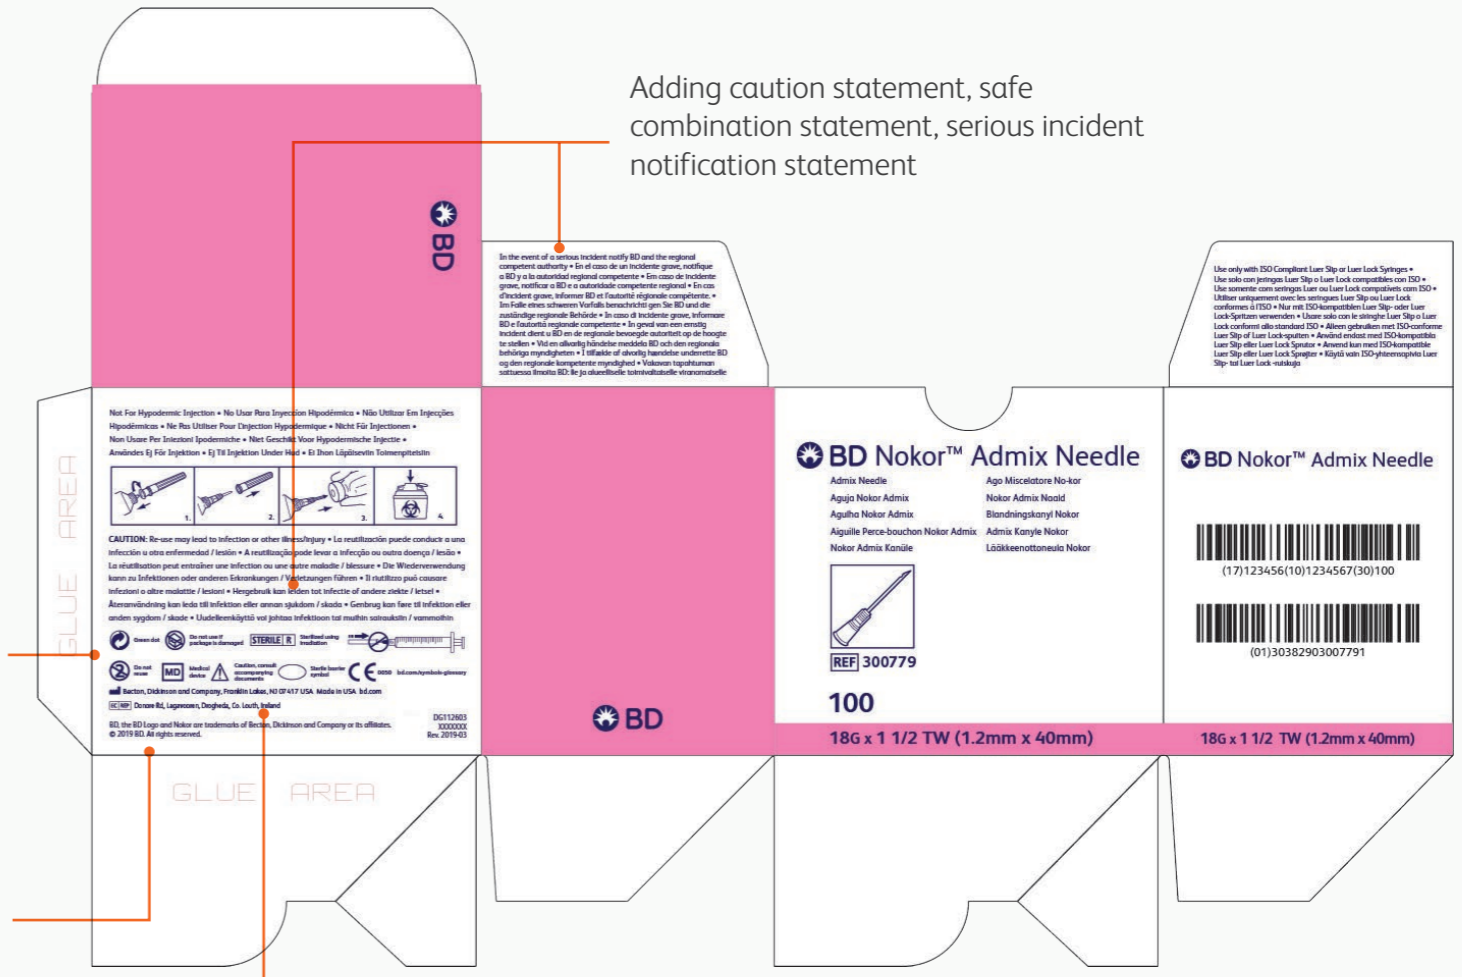 Adding caution statement, safe
combination statement, serious incident
notification statement
BD
In the event of a serious incident notify BD and the regional
competent authority • En el caso de un incidente grave, notifique
a BD y a la autoridad regional competente • Em caso de incidente
grave, notificar a BD e a autoridade competente regional • En cas
d'incident grave, informer BD et l'autorité régionale compétente. •
Im Falle eines schweren Vorfalls benachrichti gen Sie BD und die
zuständige regionale Behörde • In caso di incidente grave, informare
BD e l'autorità regionale competente • In geval van een ernstig
incident dient u BD en de regionale bevoegde autoriteit op de hoogte
te stellen • Vid en allvarlig händelse meddela BD och den regionala
behöriga myndigheten • I tilfælde af alvorlig hændelse underrette BD
og den regionale kompetente myndighed • Vakavan tapahtuman
sattuessa ilmoita BD: lle ja alueelliselle toimivaltaiselle viranomaiselle
Use only with ISO Compliant Luer Slip or Luer Lock Syringes •
Use solo con jeringas Luer Slip o Luer Lock compatibles con ISO •
Use somente com seringas Luer ou Luer Lock compatíveis com ISO •
Utiliser uniquement avec les seringues Luer Slip ou Luer Lock
conformes à l'ISO • Nur mit ISO-kompatiblen Luer Slip- oder Luer
Lock-Spritzen verwenden • Usare solo con le siringhe Luer Slip o Luer
Lock conformi allo standard ISO • Alleen gebruiken met ISO-conforme
Luer Slip of Luer Lock-spuiten • Använd endast med ISO-kompatibla
Luer Slip eller Luer Lock Sprutor • Anvend kun med ISO-kompatible
Luer Slip eller Luer Lock Sprøjter • Käytä vain ISO-yhteensopivia Luer
Slip- tai Luer Lock -ruiskuja
GLUE AREA
Not For Hypodermic Injection • No Usar Para Inyeccíon Hipodérmica • Não Utilizar Em Injecções
Hipodérmicas • Ne Pas Utiliser Pour L'injection Hypodermique • Nicht Für Injektionen •
Non Usare Per Iniezioni Ipodermiche • Niet Geschikt Voor Hypodermische Injectie •
Användes Ej För Injektion • Ej Til Injektion Under Hud • Ei Ihon Läpäiseviin Toimenpiteisiin
1. 2. 3. 4.
CAUTION: Re-use may lead to infection or other illness/injury • La reutilización puede conducir a una
infección u otra enfermedad / lesión • A reutilização pode levar a infecção ou outra doença / lesão •
La réutilisation peut entraîner une infection ou une autre maladie / blessure • Die Wiederverwendung
kann zu Infektionen oder anderen Erkrankungen / Verletzungen führen • Il riutilizzo può causare
infezioni o altre malattie / lesioni • Hergebruik kan leiden tot infectie of andere ziekte / letsel •
Återanvändning kan leda till infektion eller annan sjukdom / skada • Genbrug kan føre til infektion eller
anden sygdom / skade • Uudelleenkäyttö voi johtaa infektioon tai muihin sairauksiin / vammoihin
Green dot
Do not use if
package is damaged
STERILE R
Sterilized using
irradiation
2
Do not
reuse
MD
Medical
device
Caution, consult
accompanying
documents
Sterile barrier
symbol
CE 0050 bd.com/symbols-glossary
Becton, Dickinson and Company, Franklin Lakes, NJ 07417 USA Made in USA bd.com
EC REP Donore Rd, Lagavooren, Drogheda, Co. Louth, Ireland
BD, the BD Logo and Nokor are trademarks of Becton, Dickinson and Company or its affiliates.
© 2019 BD. All rights reserved.
DG112603
XXXXXXX
Rev. 2019-03
GLUE AREA
BD
BD Nokor™ Admix Needle
Admix Needle
Aguja Nokor Admix
Agulha Nokor Admix
Aiguille Perce-bouchon Nokor Admix
Nokor Admix Kanüle
Ago Miscelatore No-kor
Nokor Admix Naald
Blandningskanyl Nokor
Admix Kanyle Nokor
Lääkkeenottoneula Nokor
REF 300779
100
18G x 1 1/2 TW (1.2mm x 40mm)
BD Nokor™ Admix Needle
(17)123456(10)1234567(30)100
(01)30382903007791
18G x 1 1/2 TW (1.2mm x 40mm)